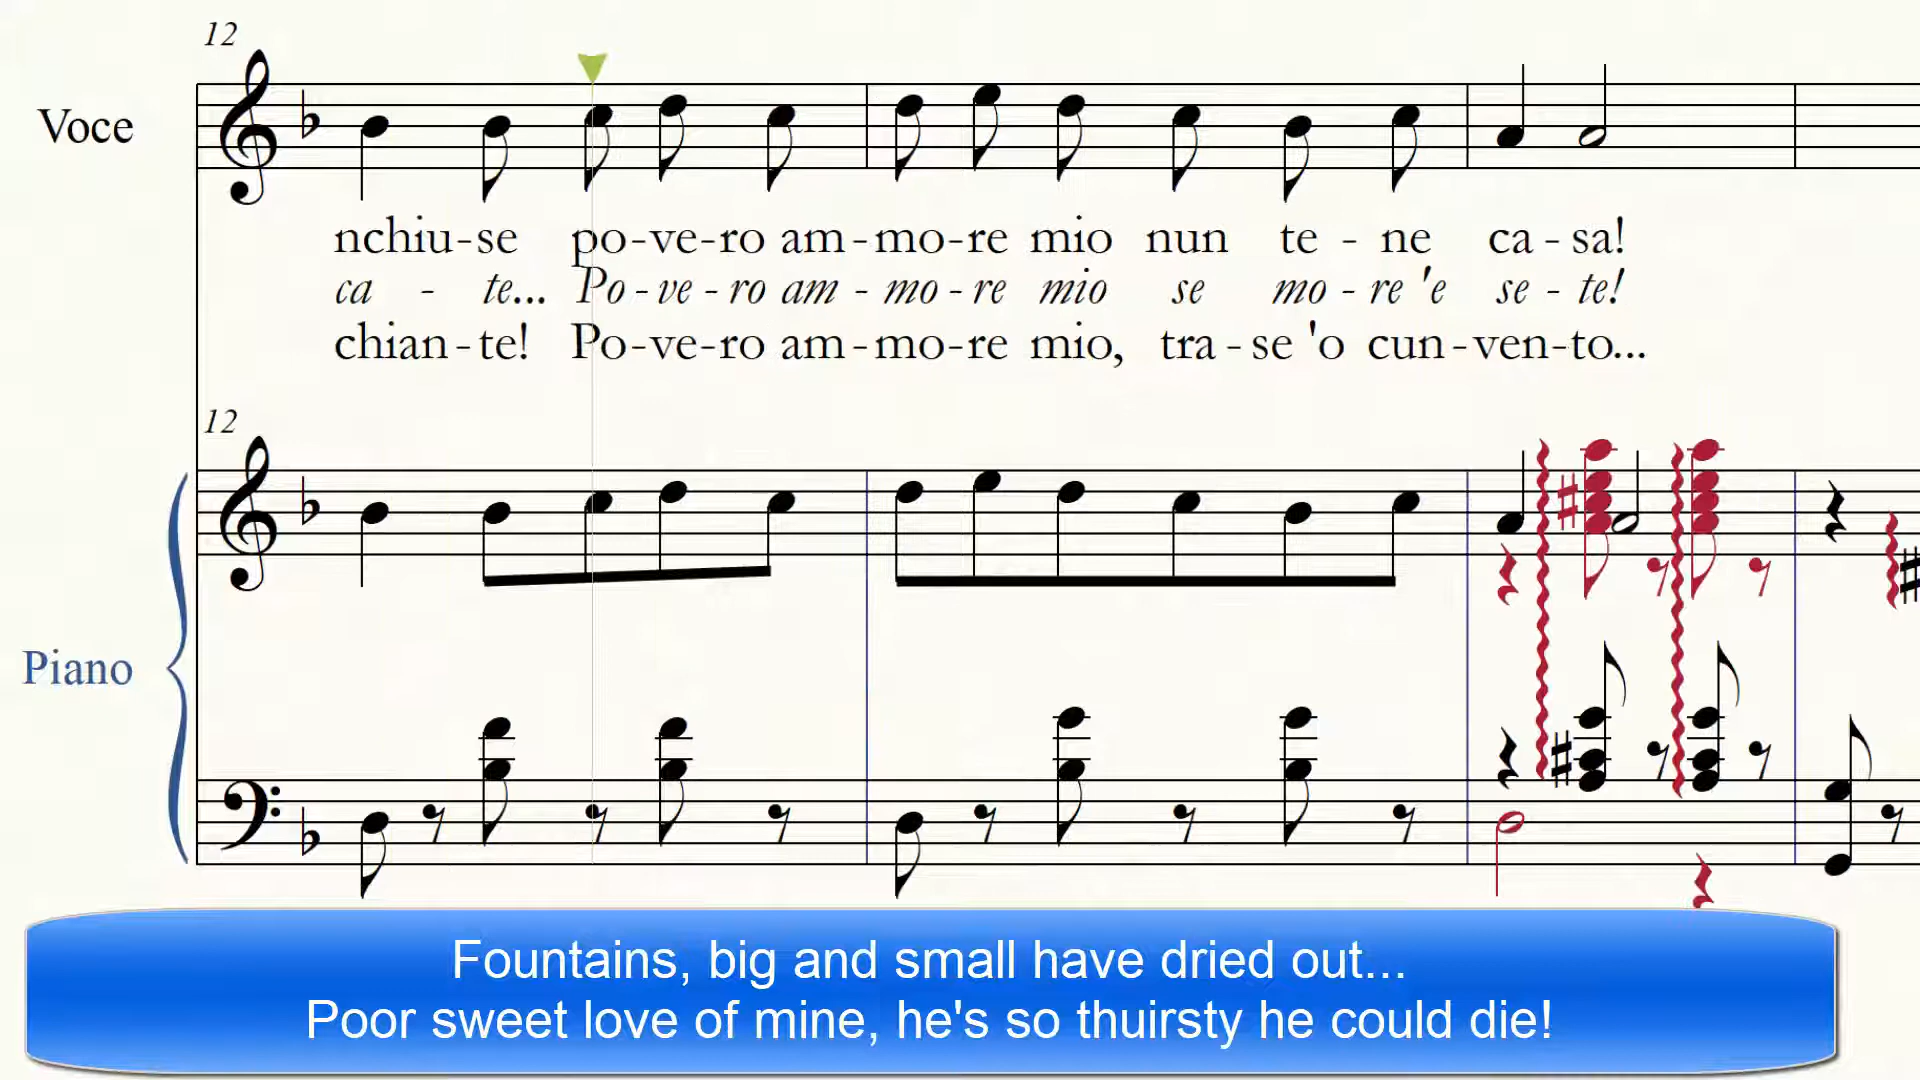 12
Voce
nchiu-se po-ve-ro am-mo-re mio nun te - ne ca - sa!
ca - te... Po-ve-ro am-mo-re mio se mo-re 'e se-te!
chian-te! Po-ve-ro am-mo-re mio, tra-se 'o cun-ven-to...
12
Piano
Fountains, big and small have dried out...
Poor sweet love of mine, he's so thuirsty he could die!